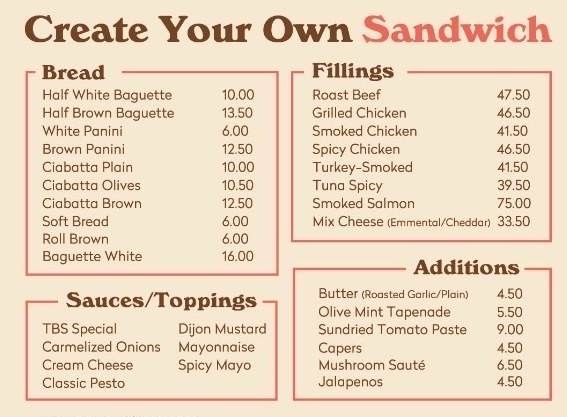 Create Your Own Sandwich
Bread
Half White Baguette 10.00
Half Brown Baguette 13.50
White Panini 6.00
Brown Panini 12.50
Ciabatta Plain 10.00
Ciabatta Olives 10.50
Ciabatta Brown 12.50
Soft Bread 6.00
Roll Brown 6.00
Baguette White 16.00
Fillings
Roast Beef 47.50
Grilled Chicken 46.50
Smoked Chicken 41.50
Spicy Chicken 46.50
Turkey-Smoked 41.50
Tuna Spicy 39.50
Smoked Salmon 75.00
Mix Cheese (Emmental/Cheddar) 33.50
Sauces/Toppings
TBS Special Dijon Mustard
Carmelized Onions Mayonnaise
Cream Cheese Spicy Mayo
Classic Pesto
Additions
Butter (Roasted Garlic/Plain) 4.50
Olive Mint Tapenade 5.50
Sundried Tomato Paste 9.00
Capers 4.50
Mushroom Sauté 6.50
Jalapenos 4.50